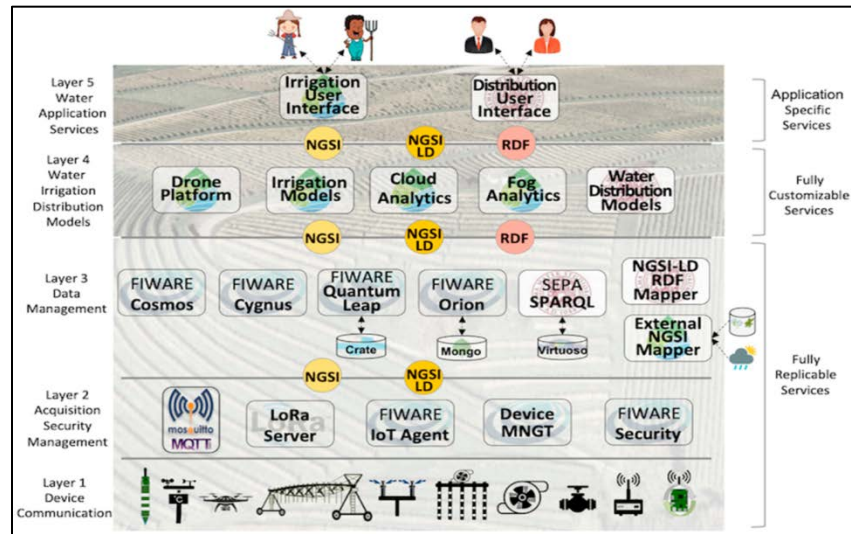 Layer 5
Water
Application
Services
Irrigation
User
Interface
Distribution
User
Interface
Application
Specific
Services
NGSI
NGSI
LD
RDF
Layer 4
Water
Irrigation
Distribution
Models
Drone
Platform
Irrigation
Models
Cloud
Analytics
Fog
Analytics
Water
Distribution
Models
Fully
Customizable
Services
NGSI
NGSI
LD
RDF
Layer 3
Data
Management
FIWARE
Cosmos
FIWARE
Cygnus
FIWARE
Quantum
Leap
FIWARE
Orion
SEPA
SPARQL
NGSI-LD
RDF
Mapper
External
NGSI
Mapper
Crate
Mongo
Virtuoso
Fully
Replicable
Services
NGSI
NGSI
LD
Layer 2
Acquisition
Security
Management
mosquitto
MQTT
LoRa
LoRa
Server
FIWARE
IoT Agent
Device
MNGT
FIWARE
Security
Layer 1
Device
Communication